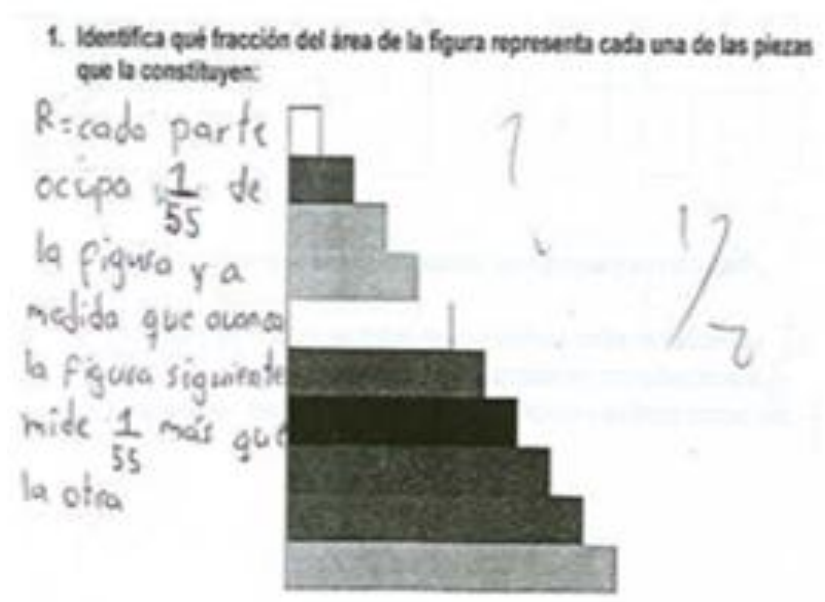 1. Identifica qué fracción del área de la figura representa cada una de las piezas
que la constituyen:
R=cada parte
ocupa 1/55 de
la figura y a
medida que avanza
la figura siguiente
mide 1/55 más que
la otra